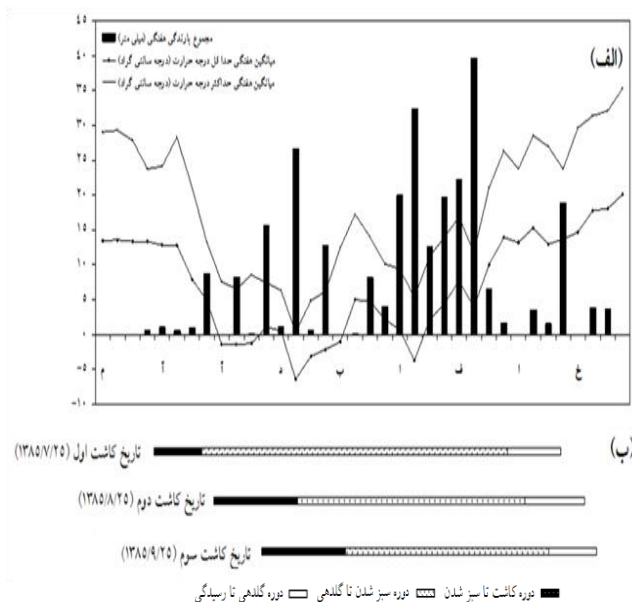 ۴۵
۴۰
۳۵
۳۰
۲۵
۲۰
۱۵
۱۰
۵
۰
-۵
-۱۰
مجموع بارندگی هفتگی (میلی متر)
میانگین هفتگی حداقل درجه حرارت (درجه سانتی گراد)
میانگین هفتگی حداکثر درجه حرارت (درجه سانتی گراد)
(الف)
م آ آ د ب ا ف ا خ
(ب)
تاریخ کاشت اول (۱۳۸۵/۷/۲۵)
تاریخ کاشت دوم (۱۳۸۵/۸/۲۵)
تاریخ کاشت سوم (۱۳۸۵/۹/۲۵)
دوره کاشت تا سبز شدن دوره سبز شدن تا گلدهی دوره گلدهی تا رسیدگی